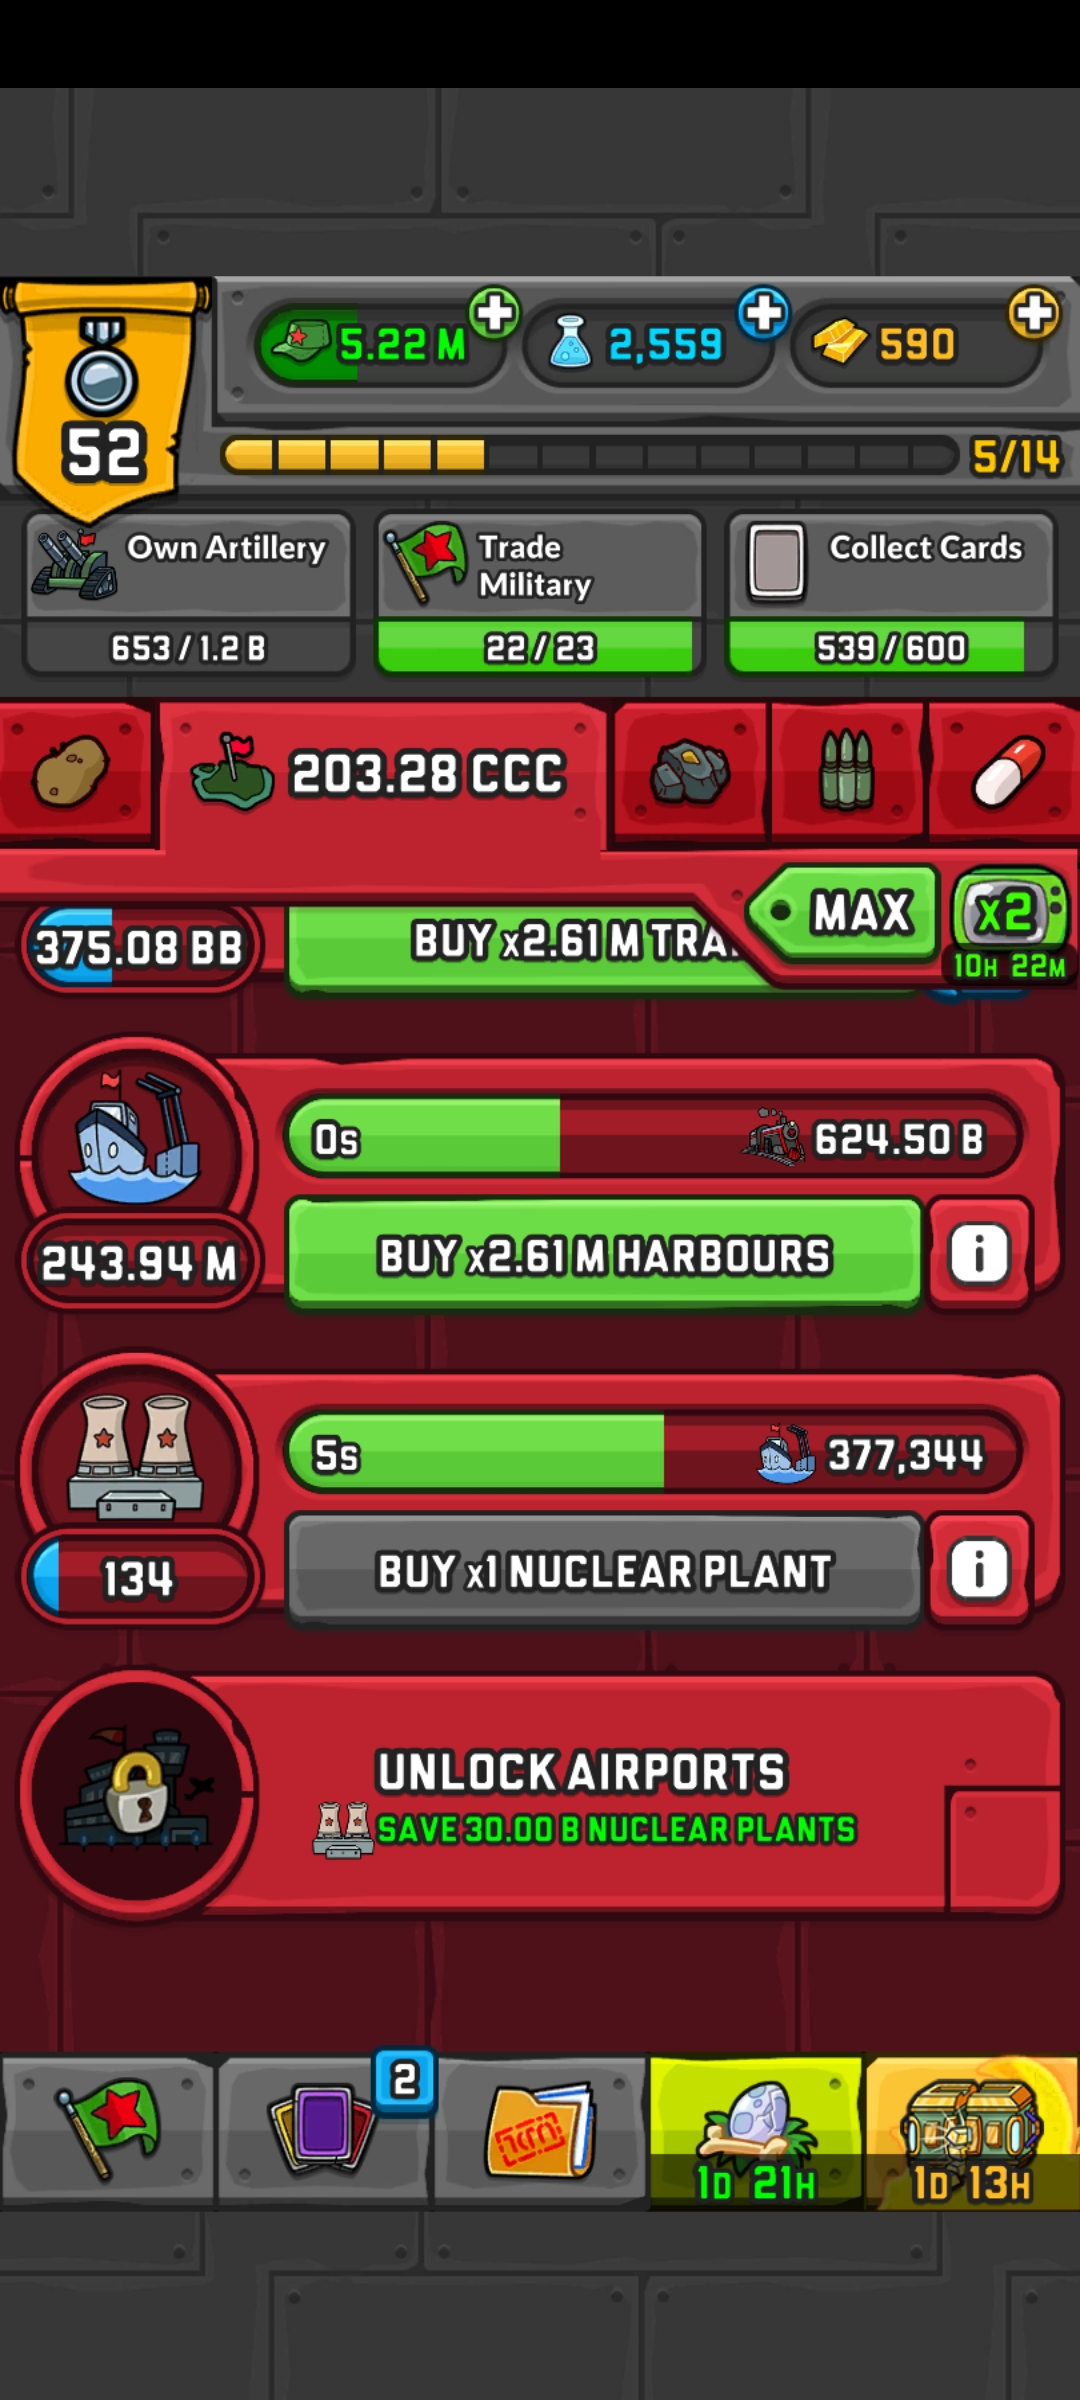 5.22 M
2,559
590
52
5/14
Own Artillery
653 / 1.2 B
Trade
Military
22 / 23
Collect Cards
539 / 600
203.28 CCC
MAX
x2
10H 22M
375.08 BB
BUY x2.61 M TRA
0s
624.50 B
243.94 M
BUY x2.61 M HARBOURS
i
5s
377,344
134
BUY x1 NUCLEAR PLANT
i
UNLOCK AIRPORTS
SAVE 30.00 B NUCLEAR PLANTS
2
1D 21H
1D 13H